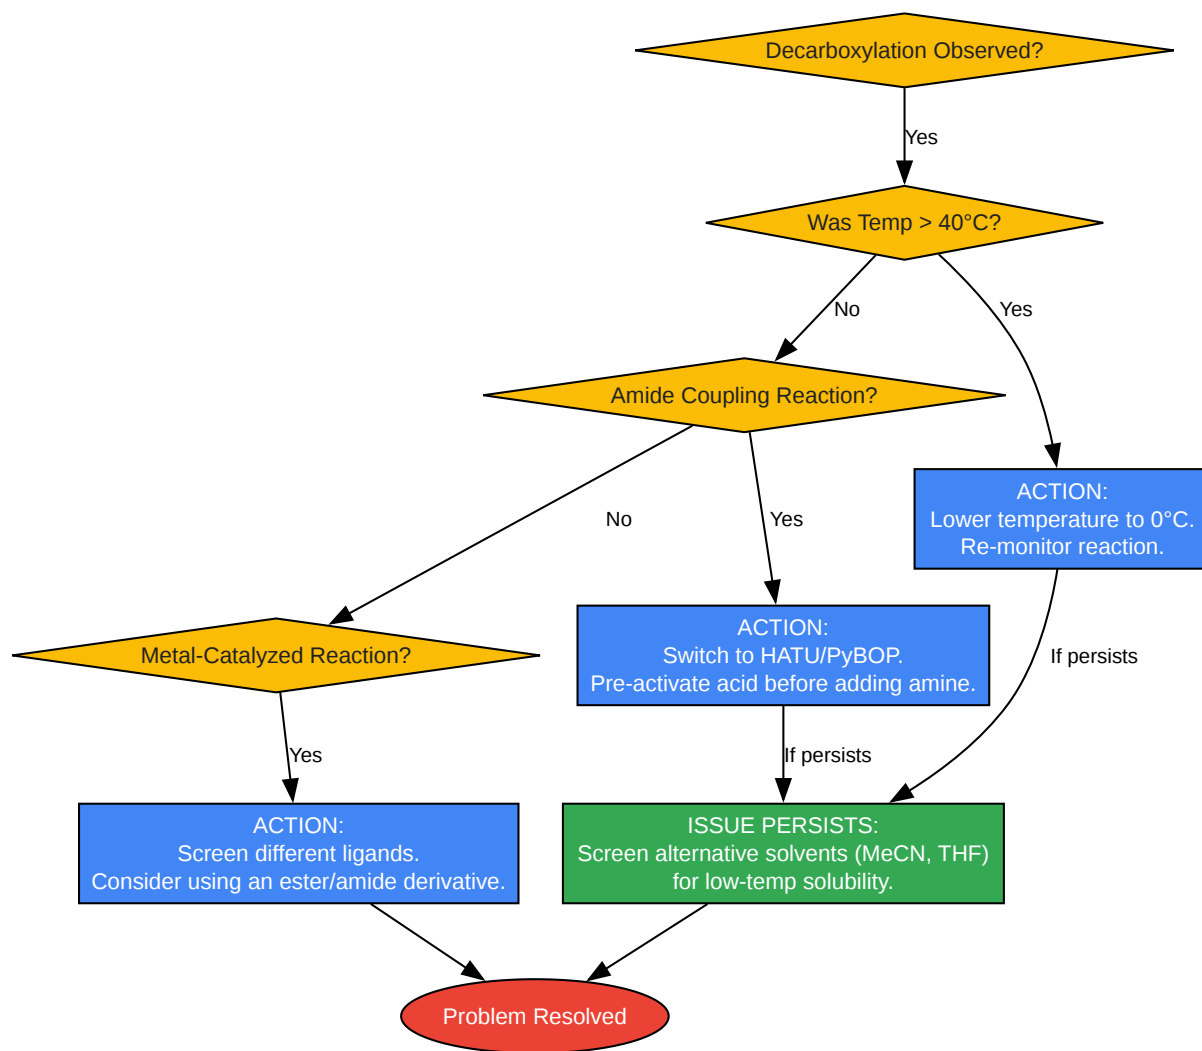 Decarboxylation Observed?
Yes
Was Temp > 40°C?
No
Yes
Amide Coupling Reaction?
No
Yes
ACTION:
Lower temperature to 0°C.
Re-monitor reaction.
Metal-Catalyzed Reaction?
ACTION:
Switch to HATU/PyBOP.
Pre-activate acid before adding amine.
If persists
Yes
If persists
ACTION:
Screen different ligands.
Consider using an ester/amide derivative.
ISSUE PERSISTS:
Screen alternative solvents (MeCN, THF)
for low-temp solubility.
Problem Resolved